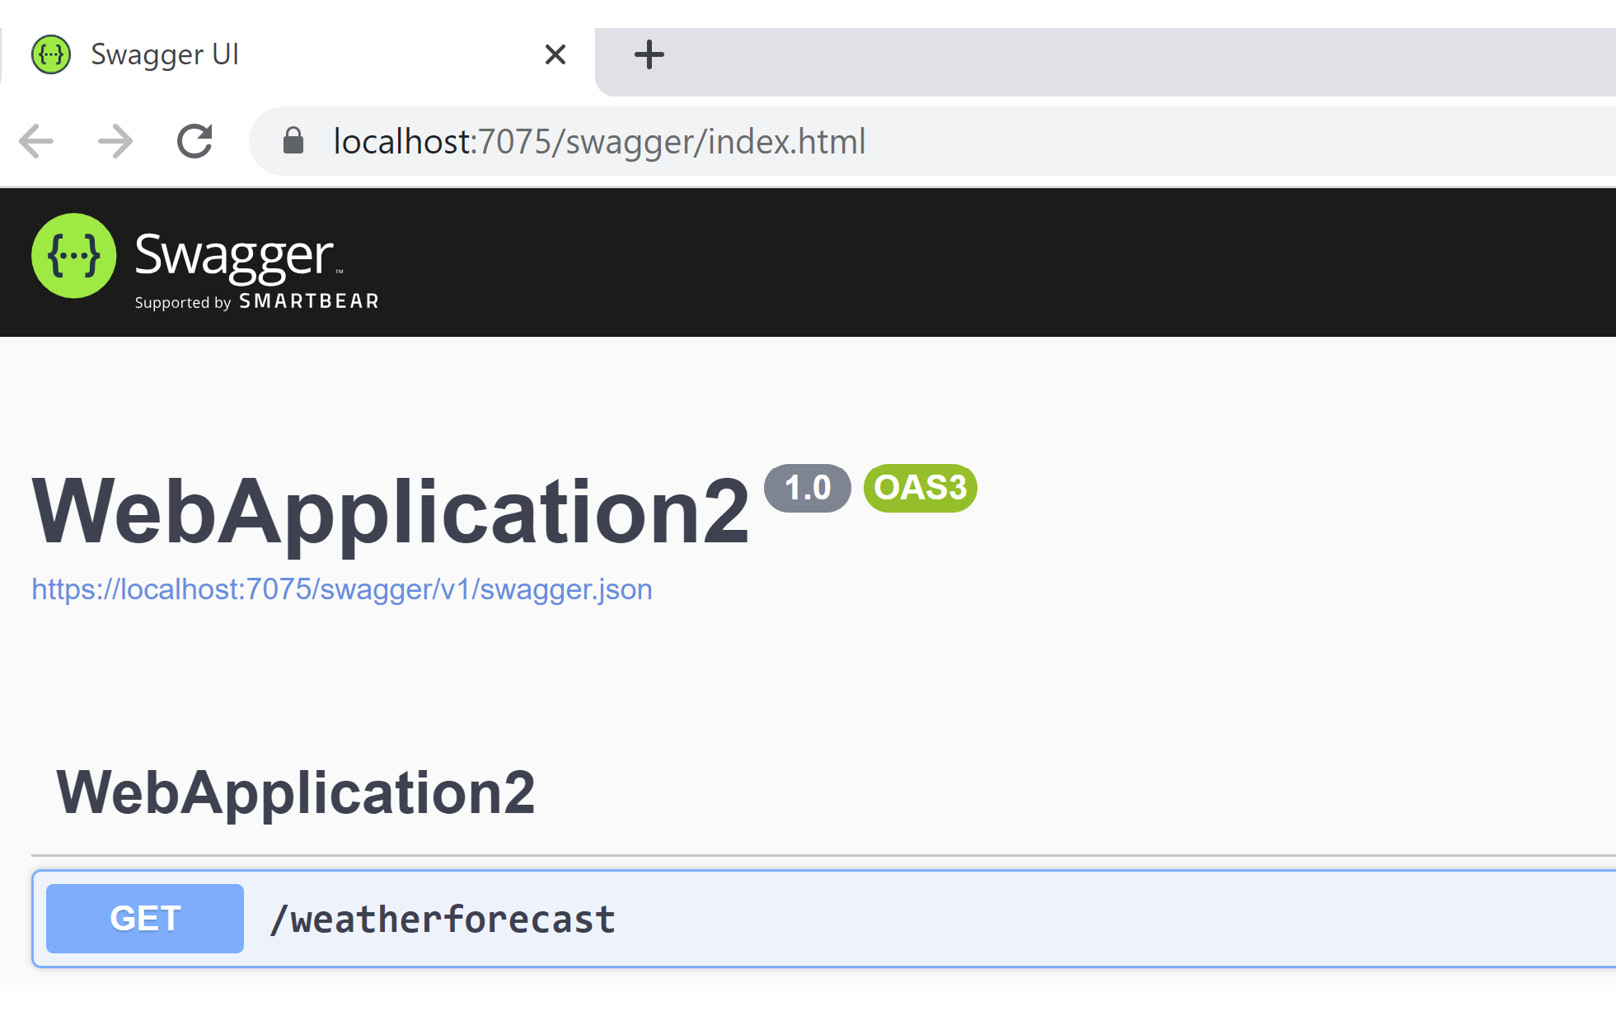 Swagger UI
localhost:7075/swagger/index.html
{···} Swagger™
Supported by SMARTBEAR
WebApplication2 1.0 OAS3
https://localhost:7075/swagger/v1/swagger.json
WebApplication2
GET /weatherforecast